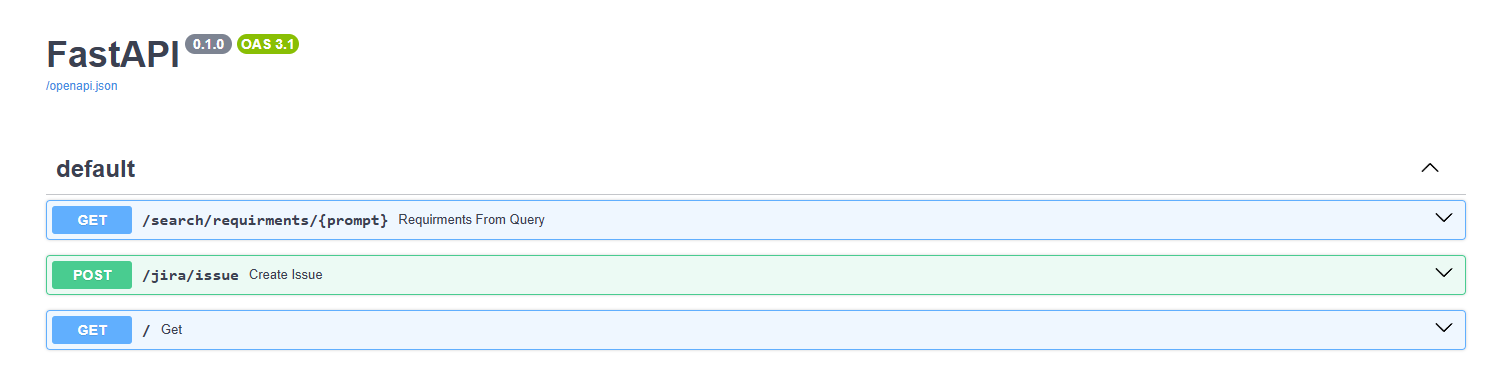 FastAPI 0.1.0 OAS 3.1
/openapi.json
default
GET /search/requirments/{prompt} Requirments From Query
POST /jira/issue Create Issue
GET / Get